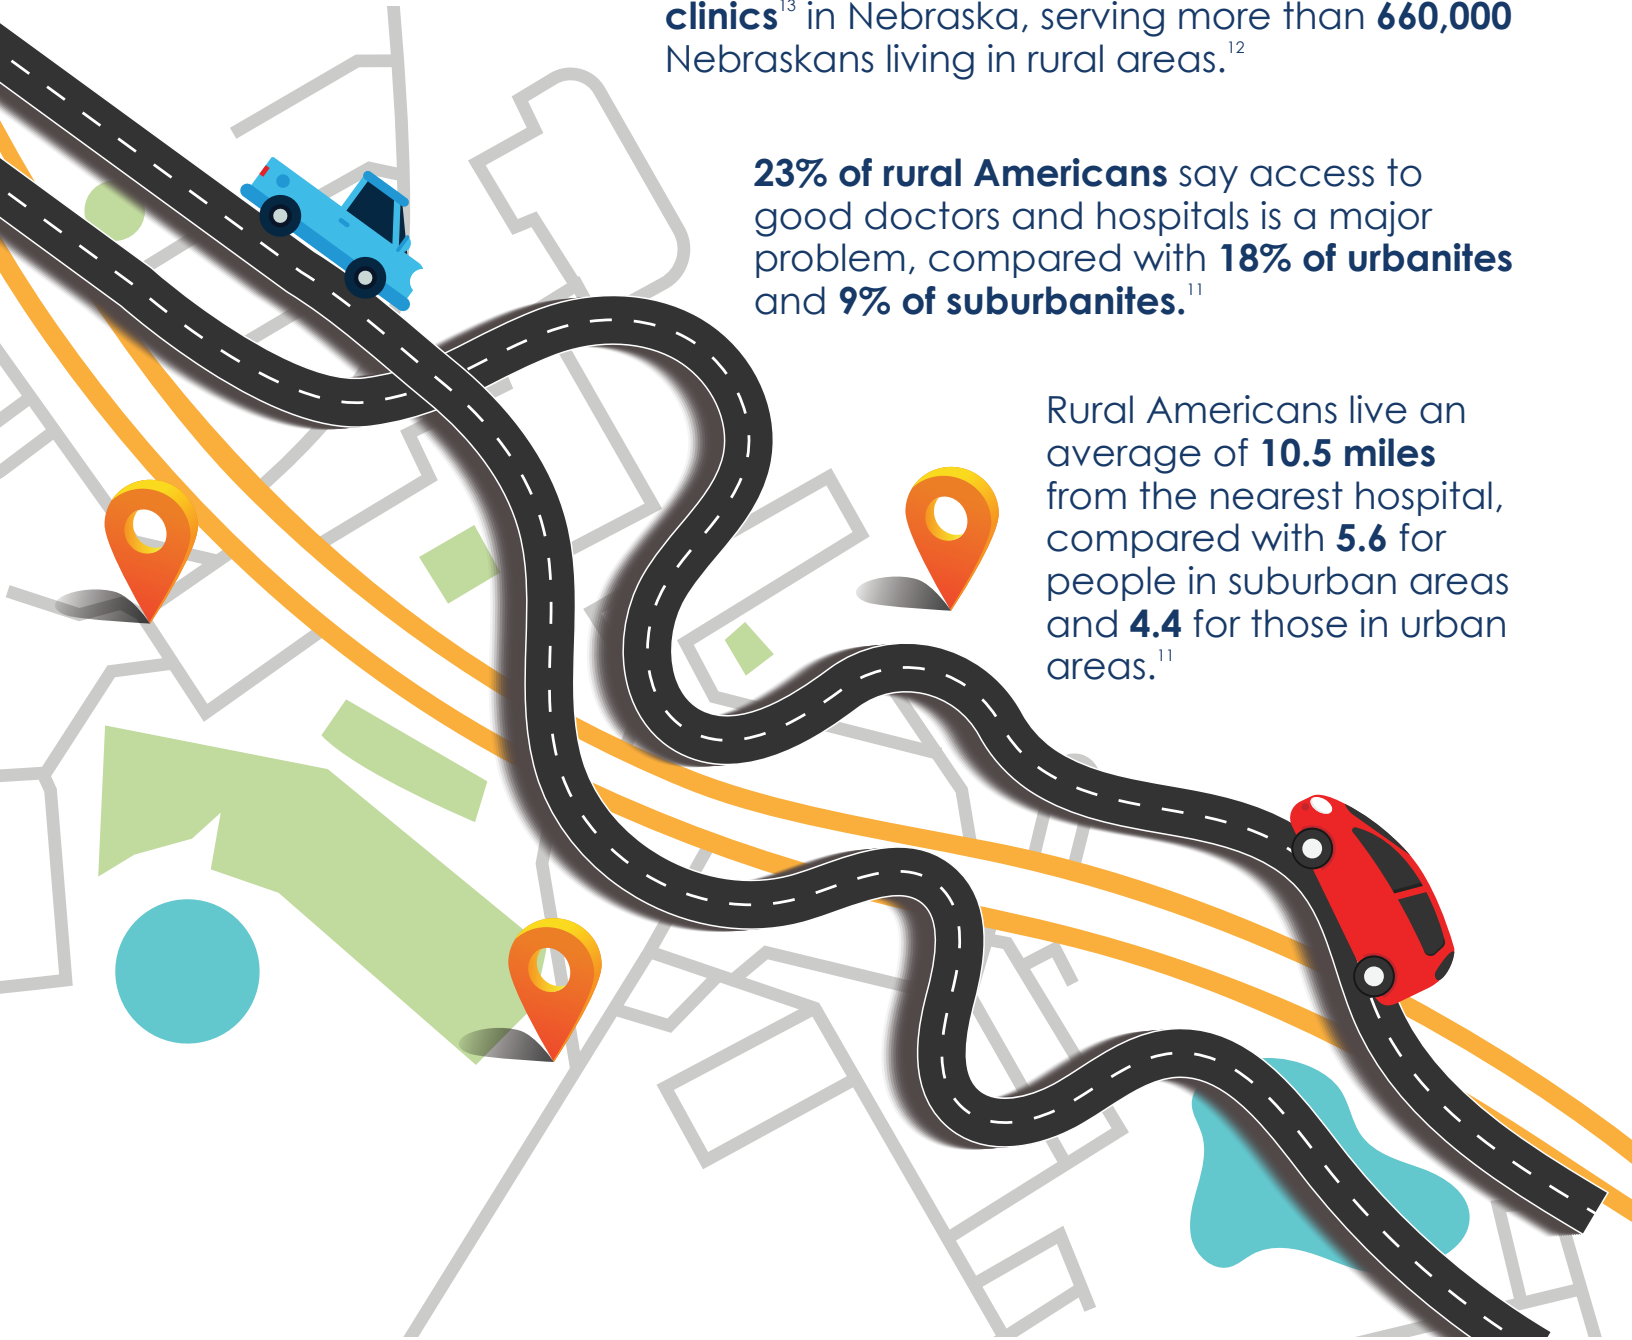 clinics¹³ in Nebraska, serving more than 660,000
Nebraskans living in rural areas.¹²
23% of rural Americans say access to
good doctors and hospitals is a major
problem, compared with 18% of urbanites
and 9% of suburbanites.¹¹
Rural Americans live an
average of 10.5 miles
from the nearest hospital,
compared with 5.6 for
people in suburban areas
and 4.4 for those in urban
areas.¹¹